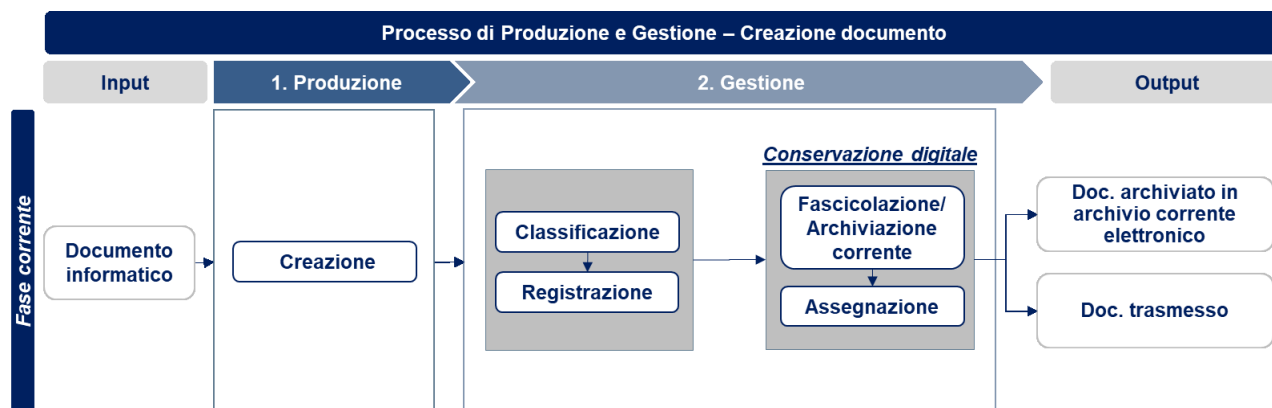 Processo di Produzione e Gestione – Creazione documento
Input
1. Produzione
2. Gestione
Output
Fase corrente
Documento
informatico
Creazione
Classificazione
Registrazione
Conservazione digitale
Fascicolazione/
Archiviazione
corrente
Assegnazione
Doc. archiviato in
archivio corrente
elettronico
Doc. trasmesso